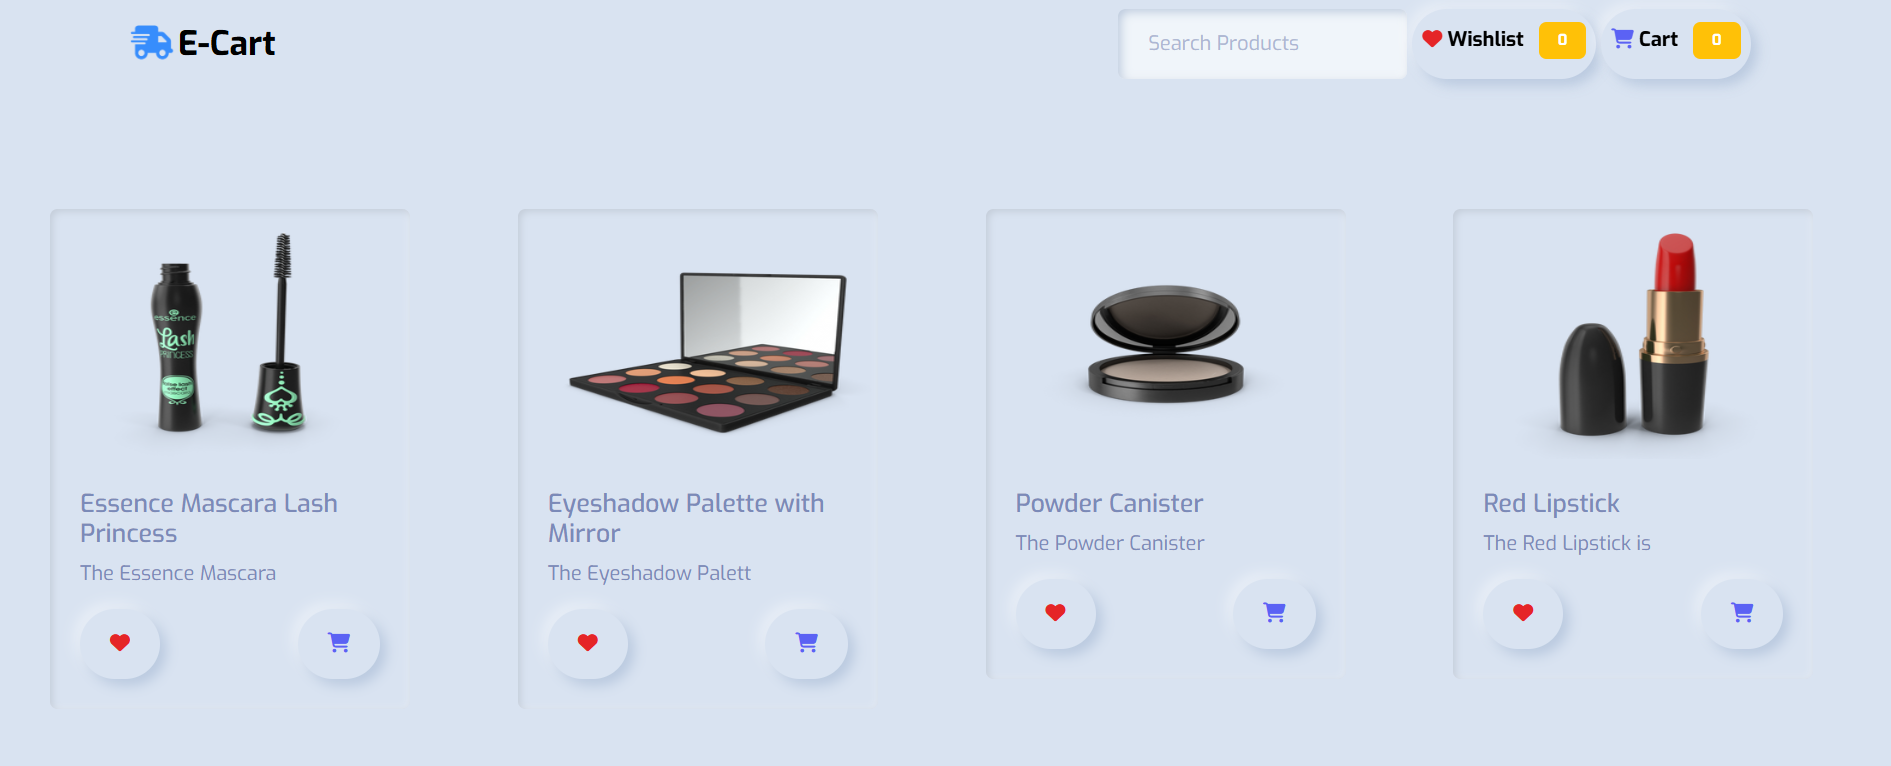 E-Cart
Search Products
Wishlist 0
Cart 0
essence
Lash
PRINCESS
Essence Mascara Lash
Princess
The Essence Mascara
Eyeshadow Palette with
Mirror
The Eyeshadow Palett
Powder Canister
The Powder Canister
Red Lipstick
The Red Lipstick is